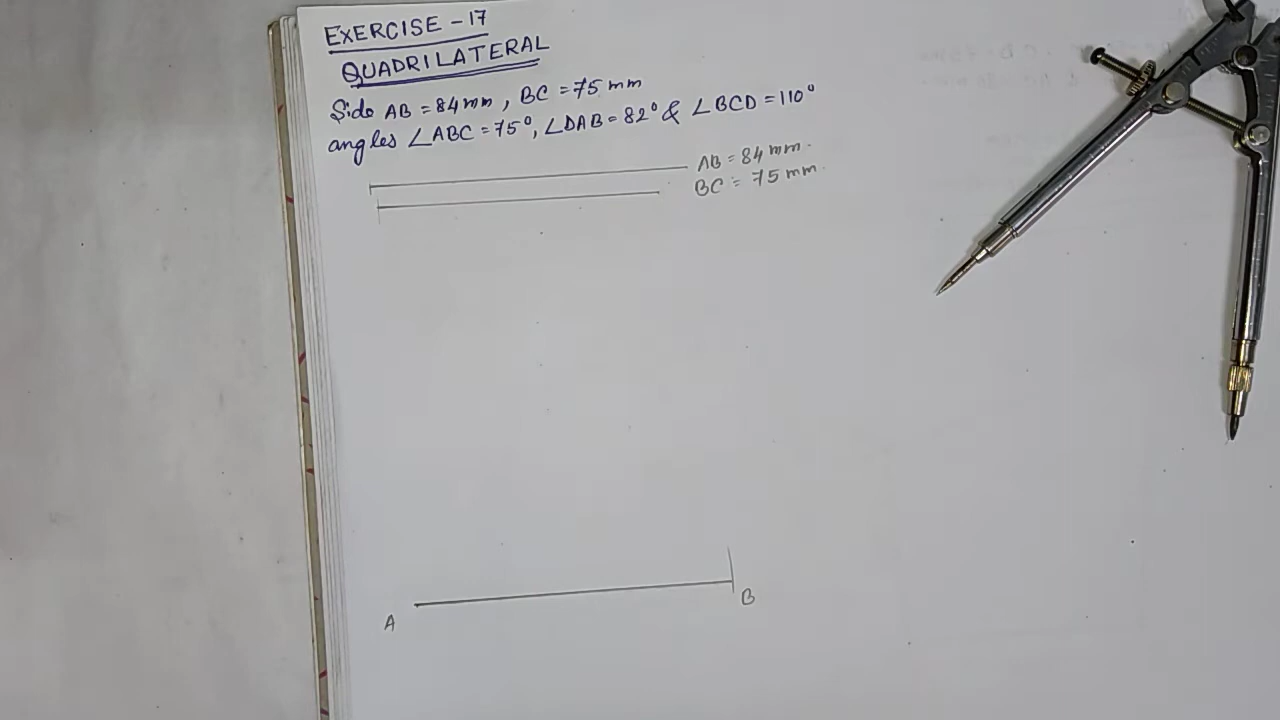 EXERCISE - 17
QUADRILATERAL
Side AB = 84 mm, BC = 75 mm
angles ∠ABC = 75°, ∠DAB = 82° & ∠BCD = 110°
AB = 84 mm.
BC = 75 mm.
A B